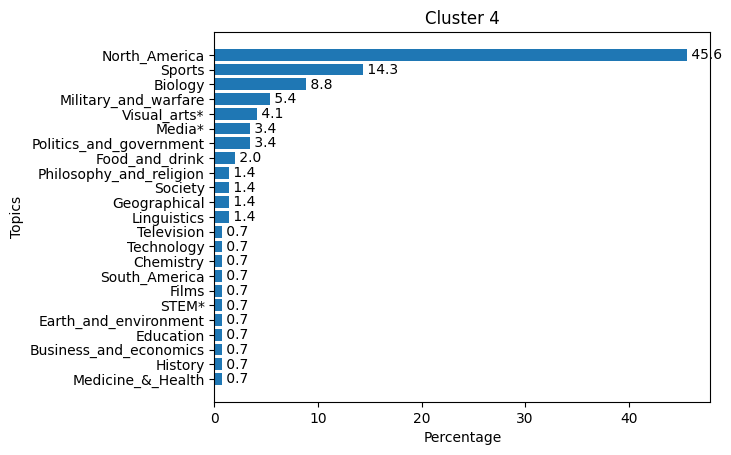 Cluster 4
Topics
North_America 45.6
Sports 14.3
Biology 8.8
Military_and_warfare 5.4
Visual_arts* 4.1
Media* 3.4
Politics_and_government 3.4
Food_and_drink 2.0
Philosophy_and_religion 1.4
Society 1.4
Geographical 1.4
Linguistics 1.4
Television 0.7
Technology 0.7
Chemistry 0.7
South_America 0.7
Films 0.7
STEM* 0.7
Earth_and_environment 0.7
Education 0.7
Business_and_economics 0.7
History 0.7
Medicine_&_Health 0.7
0 10 20 30 40
Percentage